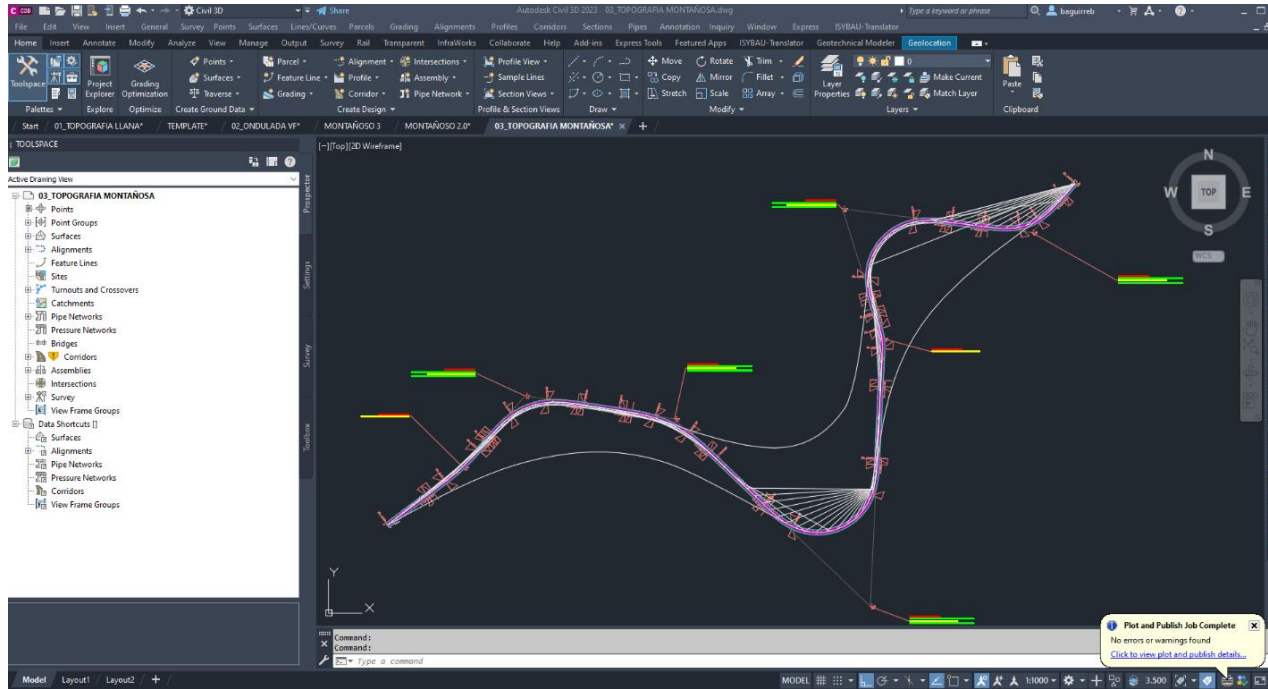 C C3D Civil 3D Share Autodesk Civil 3D 2023 03_TOPOGRAFIA MONTAÑOSA.dwg Type a keyword or phrase baguirreb
File Edit View Insert General Survey Points Surfaces Lines/Curves Parcels Grading Alignments Profiles Corridors Sections Pipes Annotation Inquiry Window Express ISYBAU-Translator
Home Insert Annotate Modify Analyze View Manage Output Survey Rail Transparent InfraWorks Collaborate Help Add-ins Express Tools Featured Apps ISYBAU-Translator Geotechnical Modeler Geolocation
Points Parcel Alignment Intersections Profile View Move Rotate Trim 0
Toolspace Project Explorer Grading Optimization Surfaces Feature Line Profile Assembly Sample Lines Copy Mirror Fillet Layer Properties Make Current Paste
Traverse Grading Corridor Pipe Network Section Views Stretch Scale Array Match Layer
Palettes Explore Optimize Create Ground Data Create Design Profile & Section Views Draw Modify Layers Clipboard
Start 01_TOPOGRAFIA LLANA* TEMPLATE* 02_ONDULADA VF* MONTAÑOSO 3 MONTAÑOSO 2.0* 03_TOPOGRAFIA MONTAÑOSA*
TOOLSPACE
[-][Top][2D Wireframe]
Active Drawing View
03_TOPOGRAFIA MONTAÑOSA
Points
Point Groups
Surfaces
Alignments
Feature Lines
Sites
Turnouts and Crossovers
Catchments
Pipe Networks
Pressure Networks
Bridges
Corridors
Assemblies
Intersections
Survey
View Frame Groups
Data Shortcuts []
Surfaces
Alignments
Pipe Networks
Pressure Networks
Corridors
View Frame Groups
Prospector
Settings
Survey
Toolbox
N
W TOP E
S
WCS
Y
X
Command:
Command:
Type a command
Plot and Publish Job Complete
No errors or warnings found
Click to view plot and publish details...
Model Layout1 Layout2 MODEL 1:1000 3.500